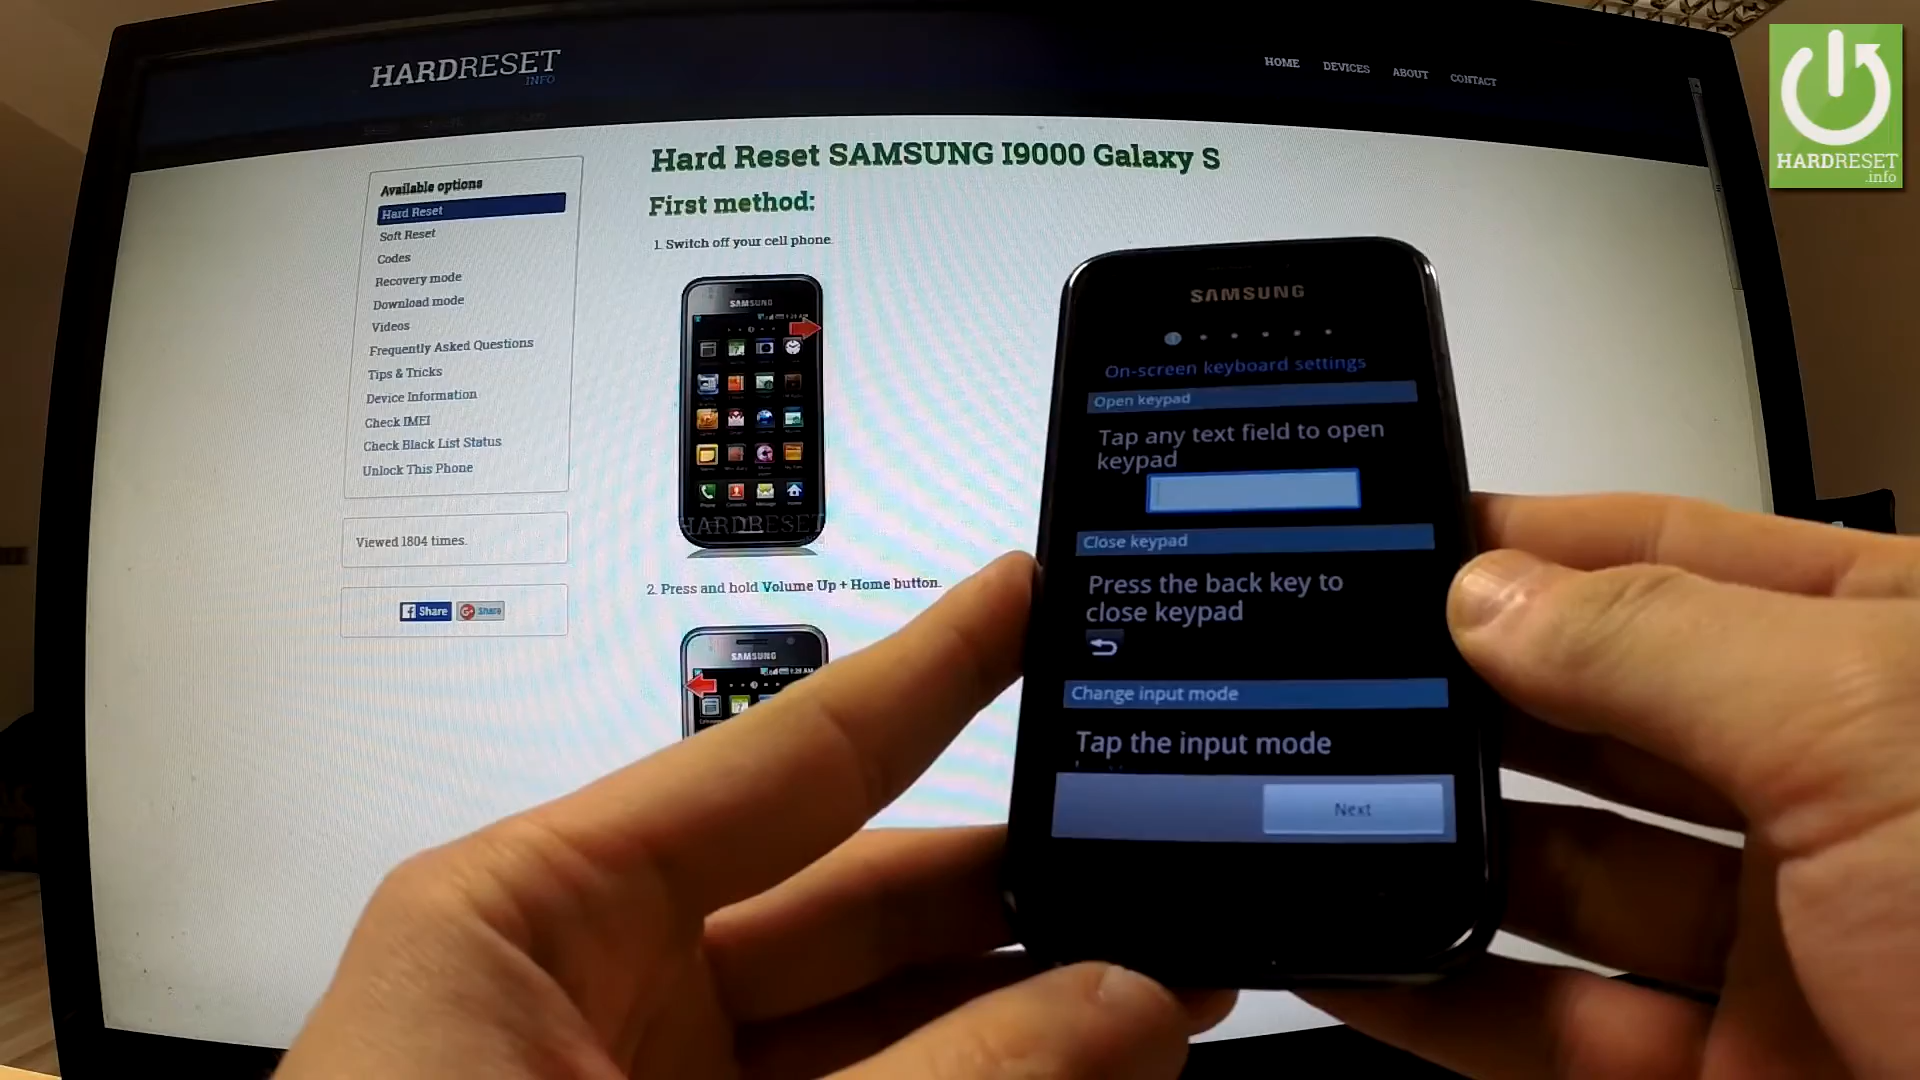 HARDRESET
INFO
HOME
DEVICES
ABOUT
CONTACT
HARDRESET
.info
Available options
Hard Reset
Soft Reset
Codes
Recovery mode
Download mode
Videos
Frequently Asked Questions
Tips & Tricks
Device Information
Check IMEI
Check Black List Status
Unlock This Phone
Viewed 1804 times.
Share
Share
Hard Reset SAMSUNG I9000 Galaxy S
First method:
1. Switch off your cell phone.
SAMSUNG
HARDRESET
2. Press and hold Volume Up + Home button.
SAMSUNG
SAMSUNG
On-screen keyboard settings
Open keypad
Tap any text field to open
keypad
Close keypad
Press the back key to
close keypad
Change input mode
Tap the input mode
Next